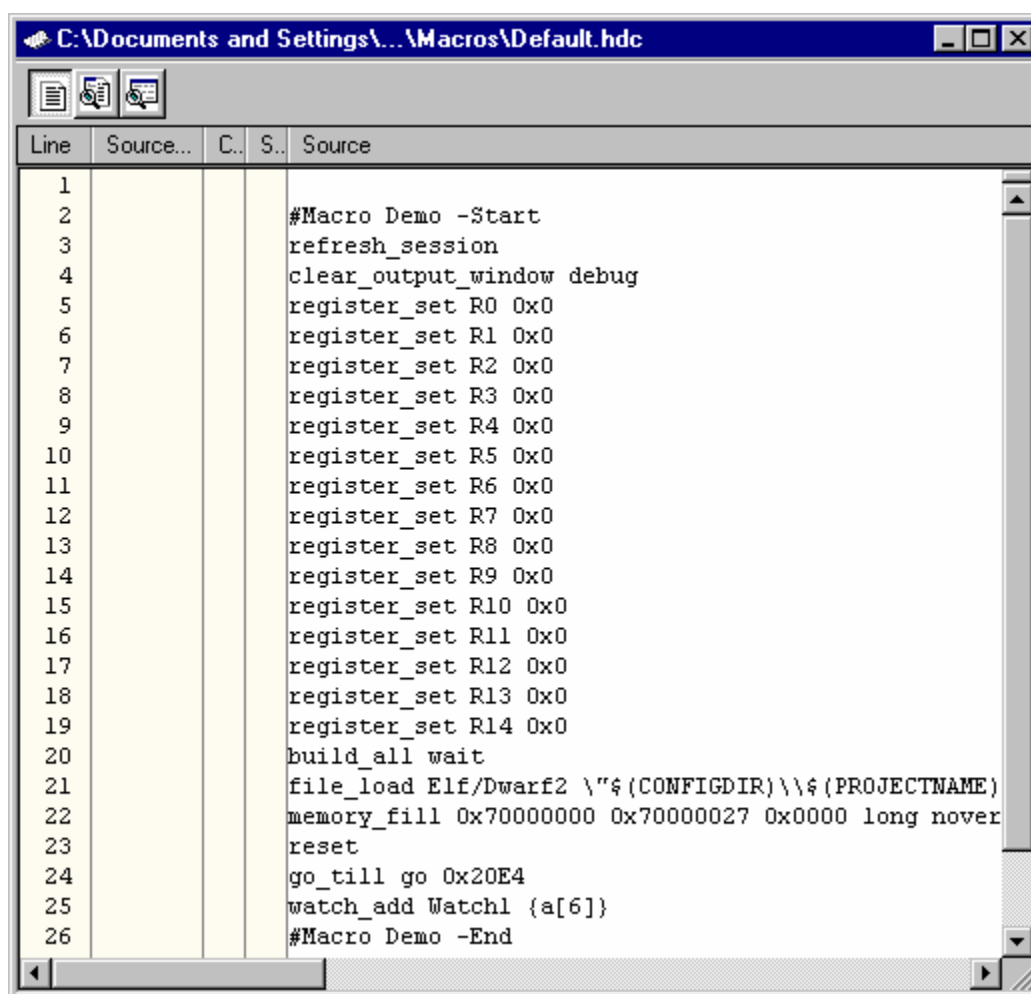 C:\Documents and Settings\...\Macros\Default.hdc
Line Source... C.. S.. Source
1
2 #Macro Demo -Start
3 refresh_session
4 clear_output_window debug
5 register_set R0 0x0
6 register_set R1 0x0
7 register_set R2 0x0
8 register_set R3 0x0
9 register_set R4 0x0
10 register_set R5 0x0
11 register_set R6 0x0
12 register_set R7 0x0
13 register_set R8 0x0
14 register_set R9 0x0
15 register_set R10 0x0
16 register_set R11 0x0
17 register_set R12 0x0
18 register_set R13 0x0
19 register_set R14 0x0
20 build_all wait
21 file_load Elf/Dwarf2 \"$(CONFIGDIR)\\$(PROJECTNAME)
22 memory_fill 0x70000000 0x70000027 0x0000 long nover
23 reset
24 go_till go 0x20E4
25 watch_add Watch1 {a[6]}
26 #Macro Demo -End